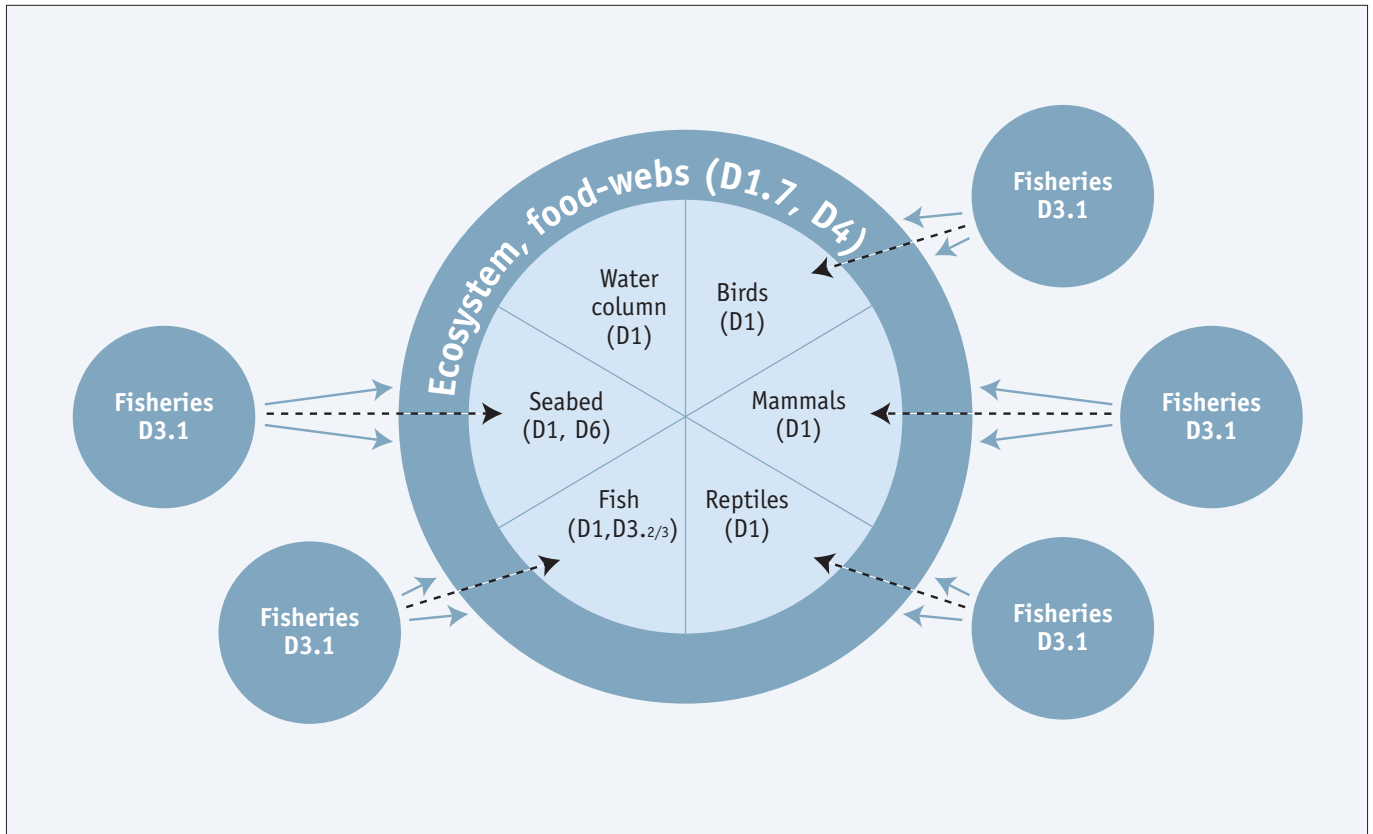 Ecosystem, food-webs (D1.7, D4)
Fisheries
D3.1
Water
column
(D1)
Birds
(D1)
Fisheries
D3.1
Seabed
(D1, D6)
Mammals
(D1)
Fisheries
D3.1
Fish
(D1,D3.2/3)
Reptiles
(D1)
Fisheries
D3.1
Fisheries
D3.1